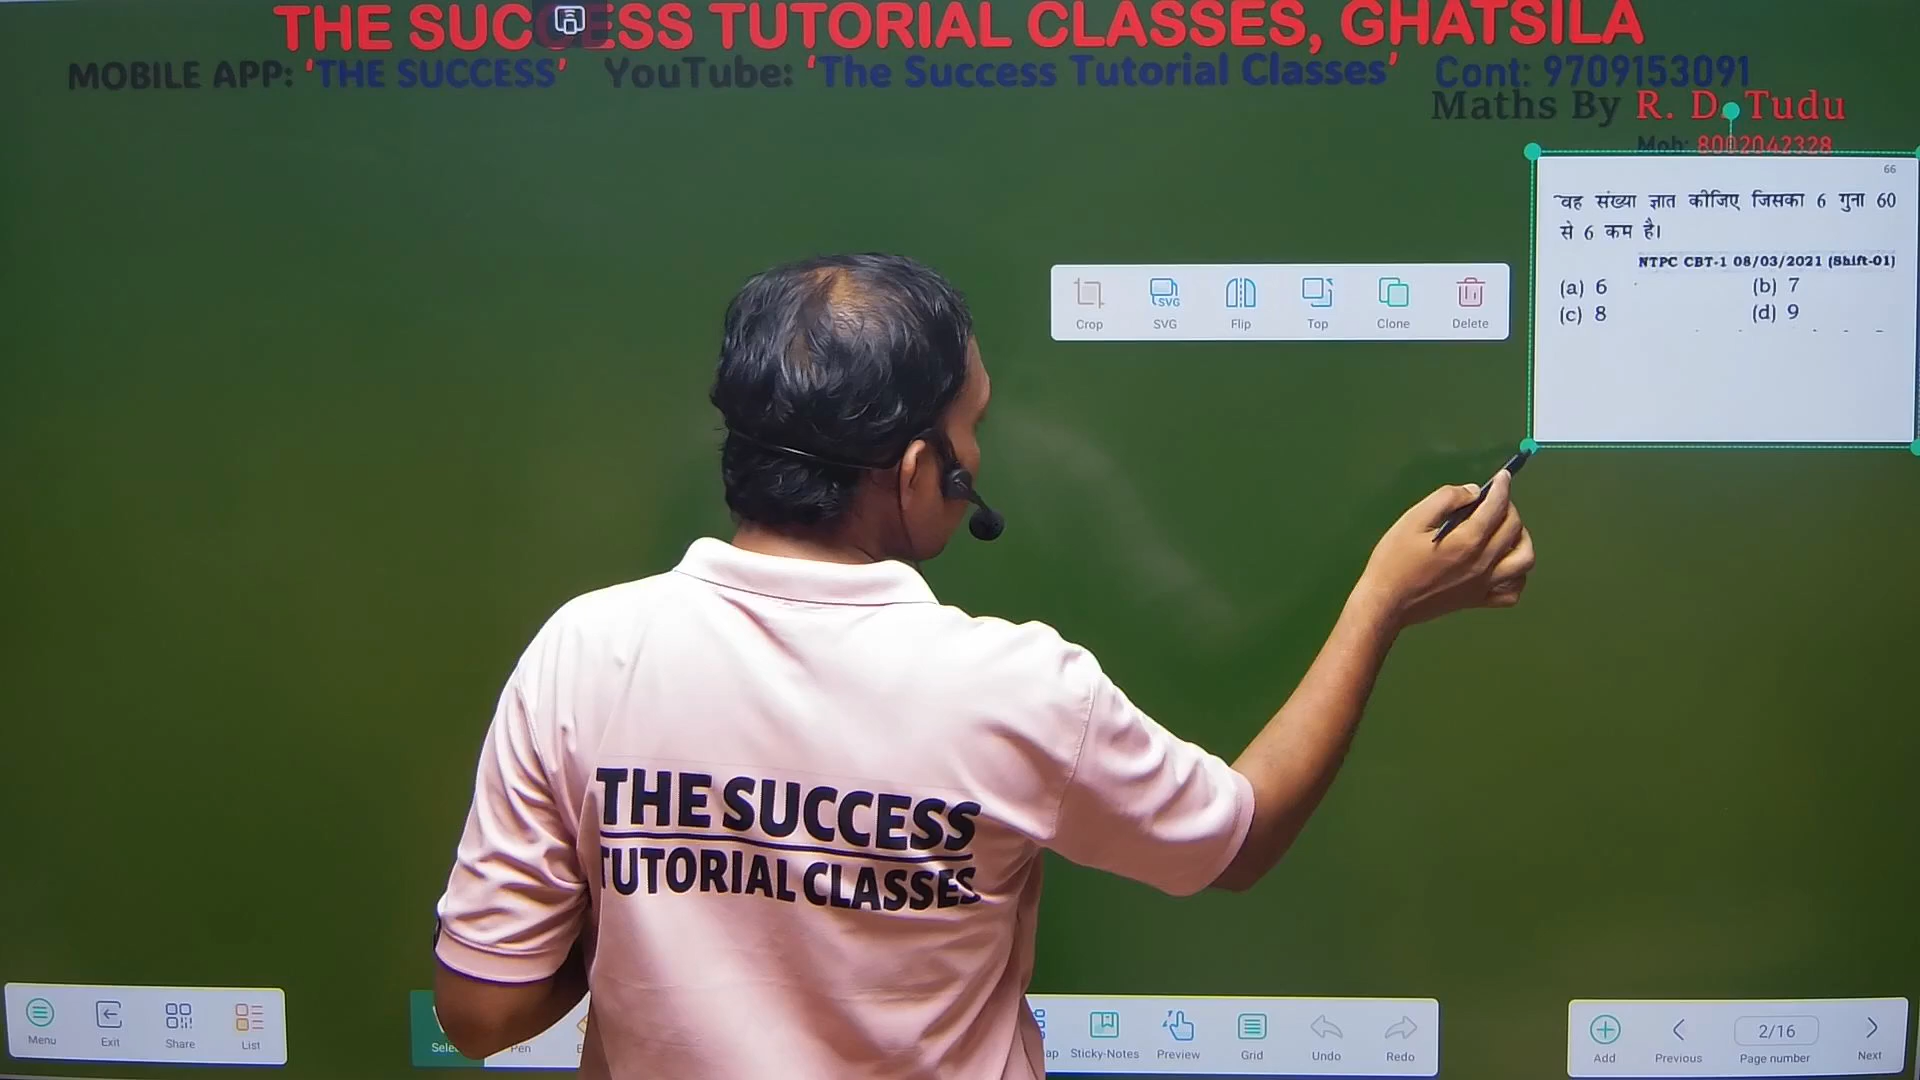 THE SUCCESS TUTORIAL CLASSES, GHATSILA
MOBILE APP: ‘THE SUCCESS’ YouTube: ‘The Success Tutorial Classes’ Cont: 9709153091
Maths By R. D. Tudu
Mob: 8002042328
66
वह संख्या ज्ञात कीजिए जिसका 6 गुना 60
से 6 कम है।
NTPC CBT-1 08/03/2021 (Shift-01)
(a) 6 (b) 7
(c) 8 (d) 9
Crop SVG Flip Top Clone Delete
THE SUCCESS
TUTORIAL CLASSES
Menu Exit Share List
Pen
Sticky-Notes Preview Grid Undo Redo
2/16
Add Previous Page number Next